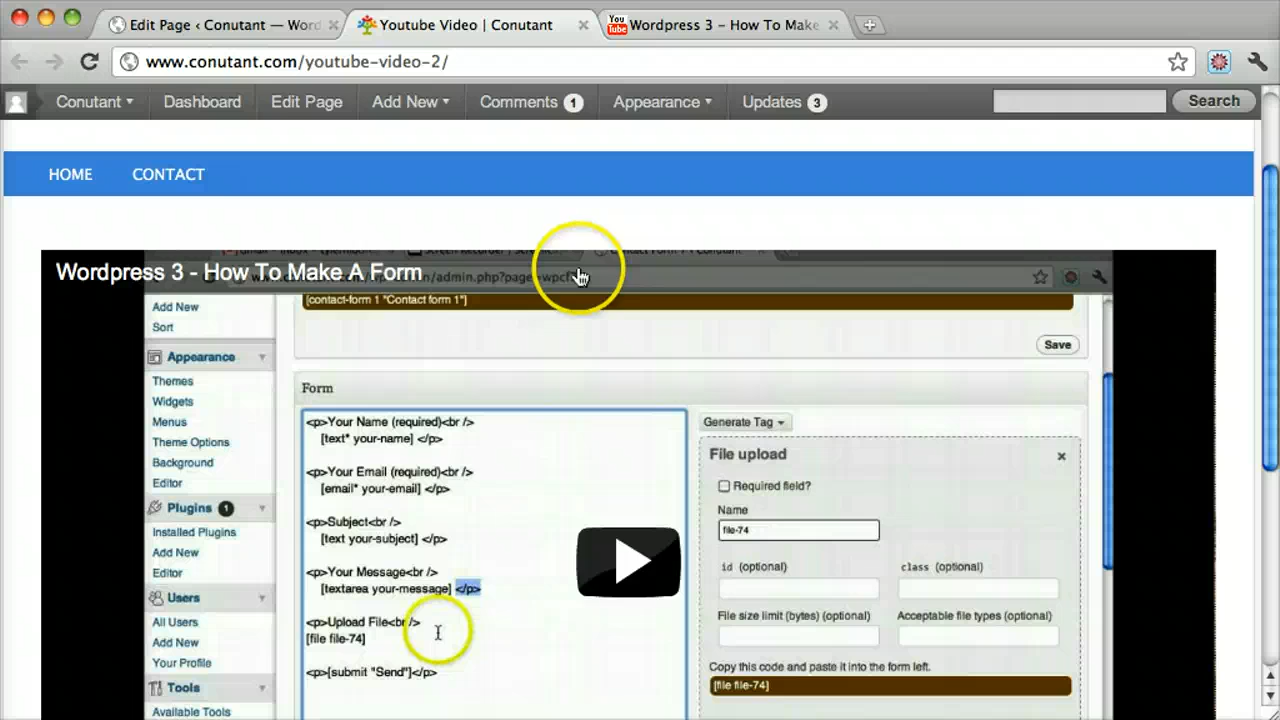 Edit Page ‹ Conutant — Word
Youtube Video | Conutant
You Tube
Wordpress 3 - How To Make
www.conutant.com/youtube-video-2/
Conutant
Dashboard
Edit Page
Add New
Comments 1
Appearance
Updates 3
Search
HOME
CONTACT
Wordpress 3 - How To Make A Form
admin.php?page=wpcf
[contact-form 1 "Contact form 1"]
Save
Add New
Sort
Appearance
Themes
Widgets
Menus
Theme Options
Background
Editor
Plugins 1
Installed Plugins
Add New
Editor
Users
All Users
Add New
Your Profile
Tools
Available Tools
Form
<p>Your Name (required)<br />
[text* your-name] </p>
<p>Your Email (required)<br />
[email* your-email] </p>
<p>Subject<br />
[text your-subject] </p>
<p>Your Message<br />
[textarea your-message] </p>
<p>Upload File<br />
[file file-74]
<p>[submit "Send"]</p>
Generate Tag
File upload
Required field?
Name
file-74
id (optional)
class (optional)
File size limit (bytes) (optional)
Acceptable file types (optional)
Copy this code and paste it into the form left.
[file file-74]